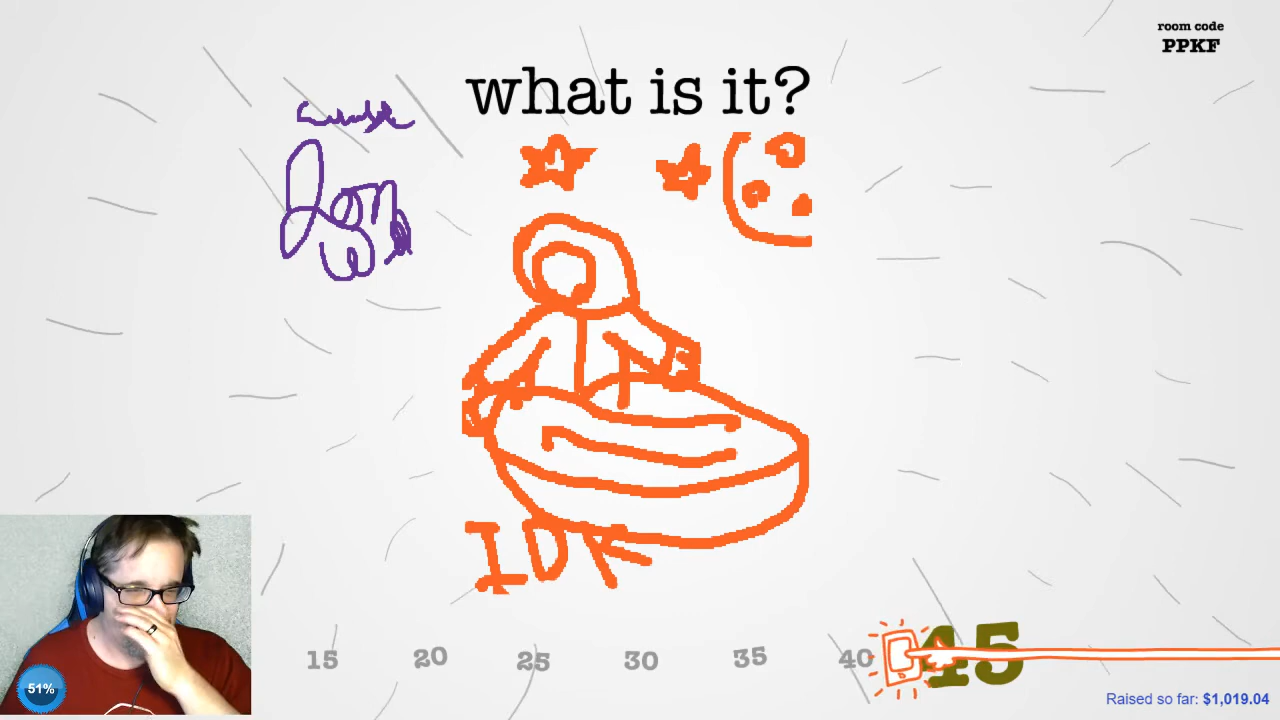 room code
PPKF
what is it?
IDK
15 20 25 30 35 40 45
51%
Raised so far: $1,019.04